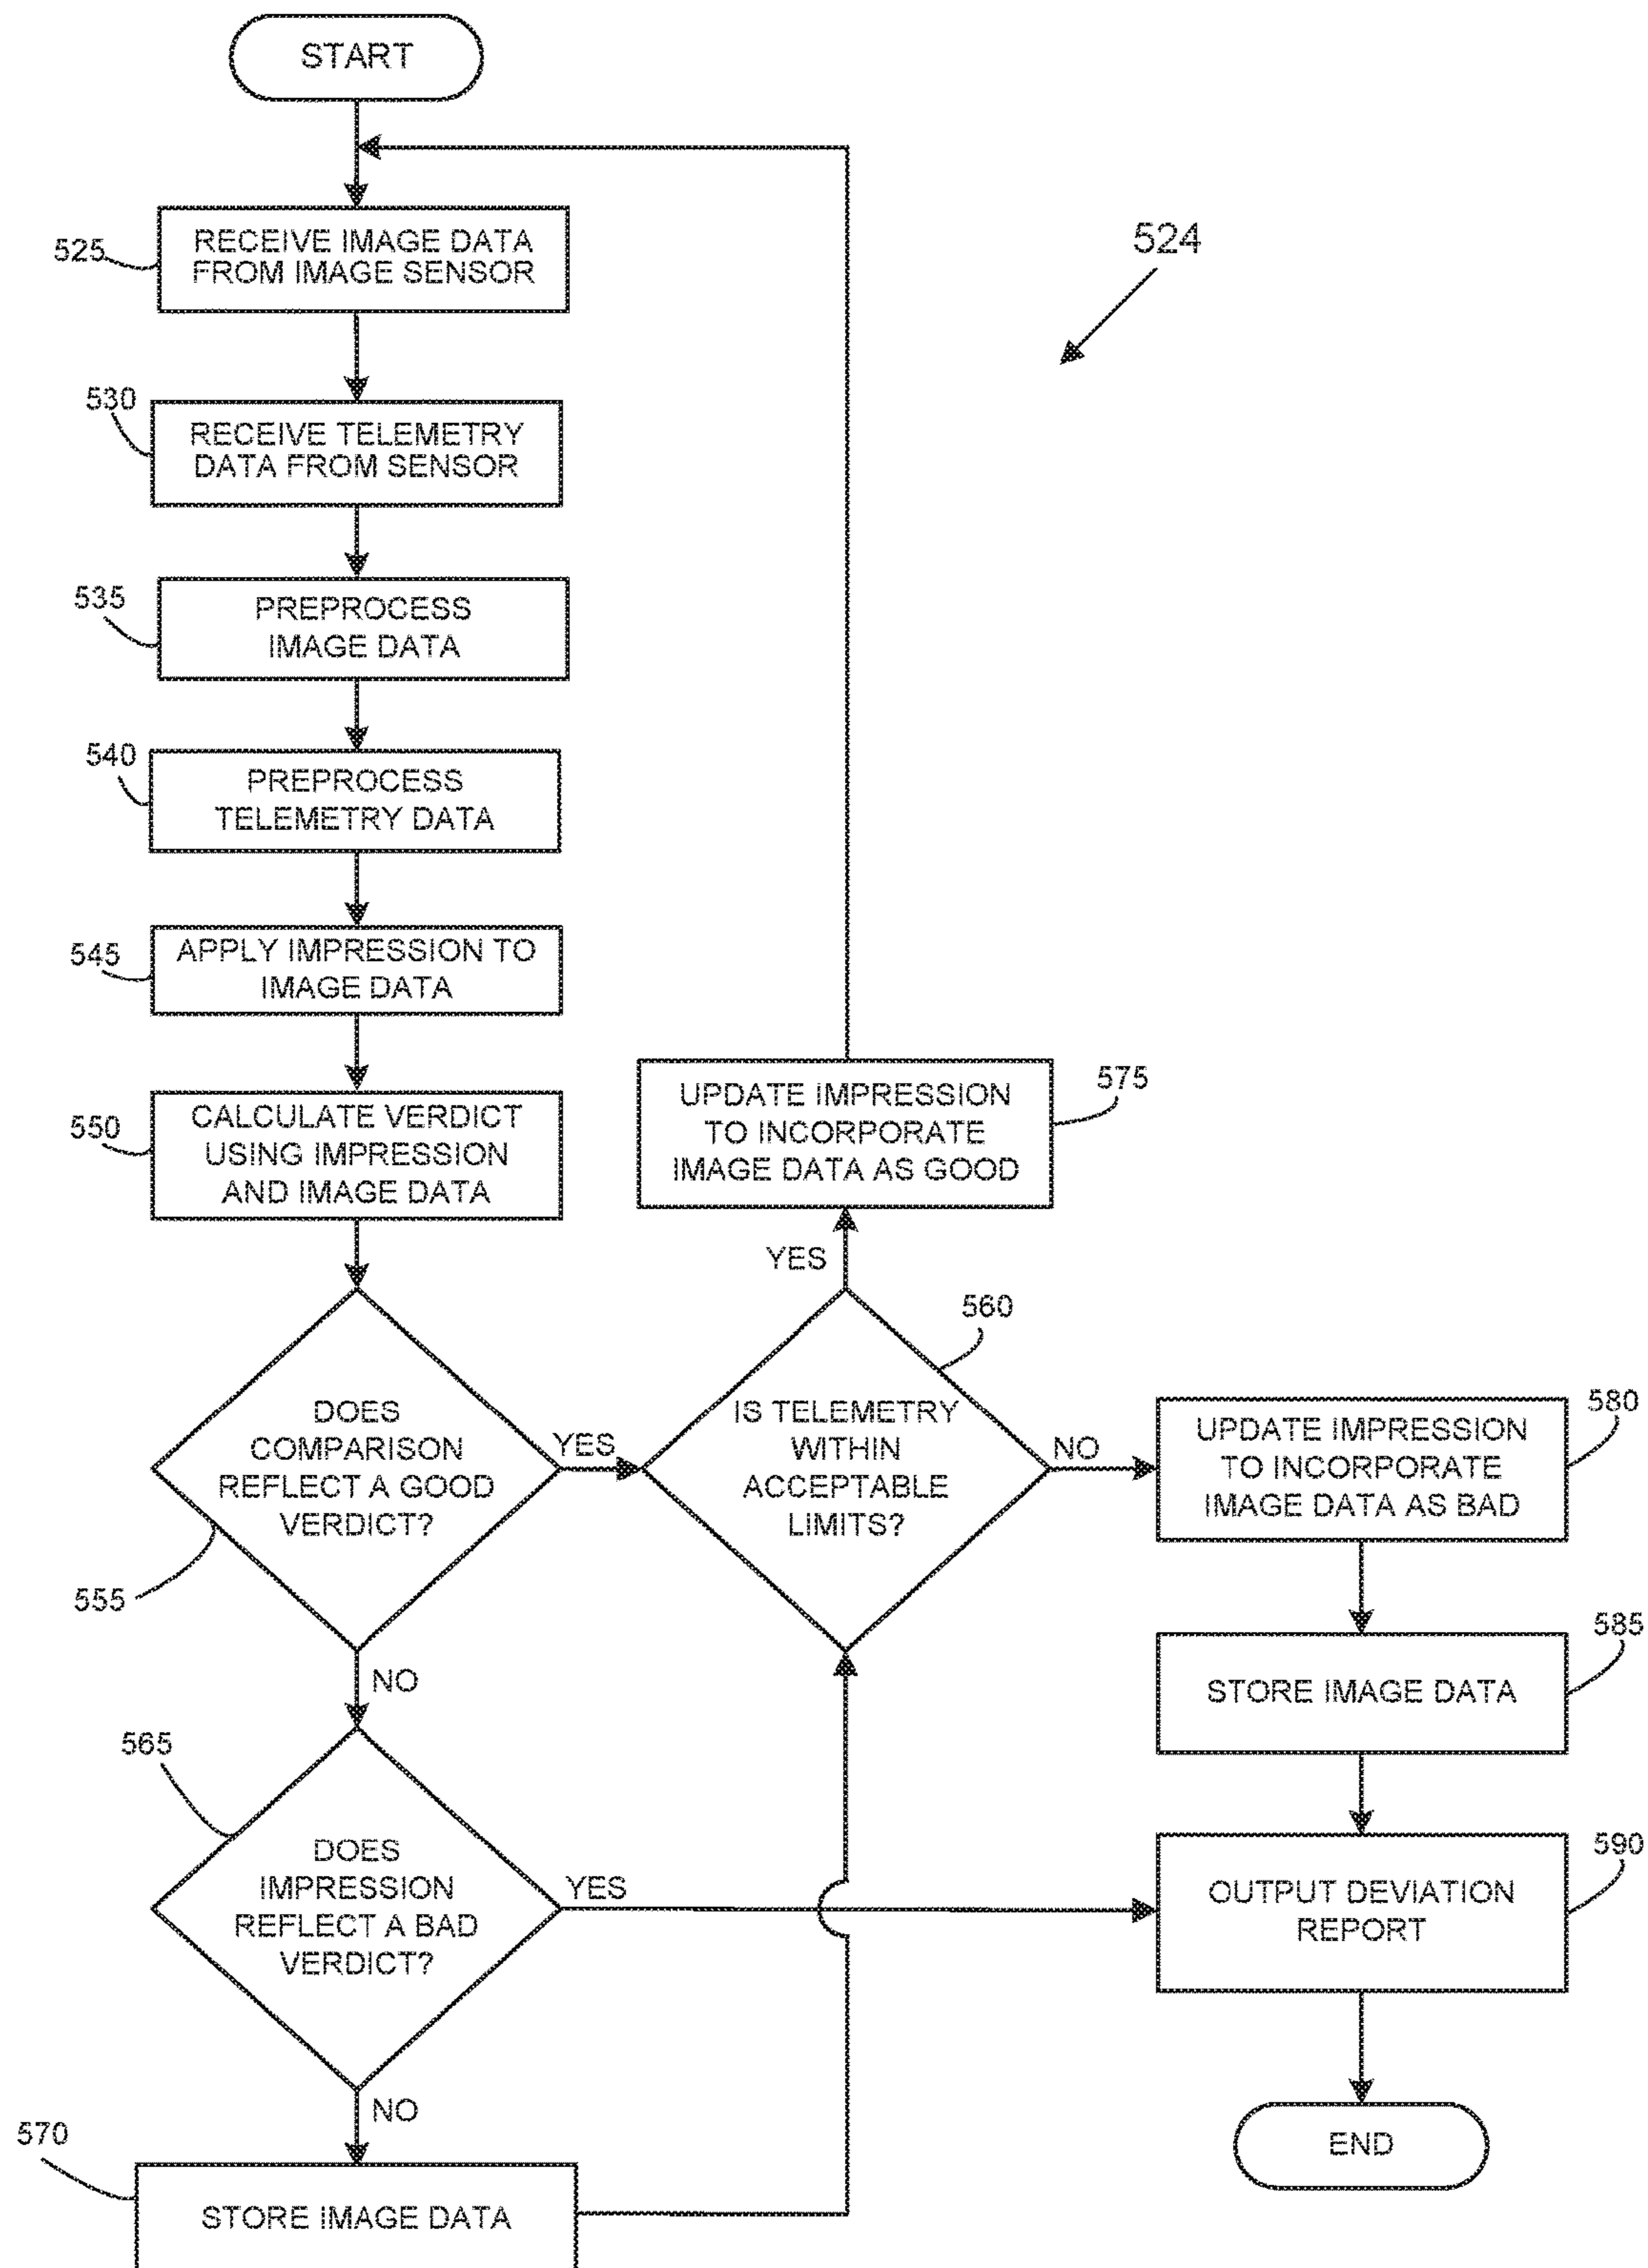 START
524
525
RECEIVE IMAGE DATA
FROM IMAGE SENSOR
530
RECEIVE TELEMETRY
DATA FROM SENSOR
535
PREPROCESS
IMAGE DATA
540
PREPROCESS
TELEMETRY DATA
545
APPLY IMPRESSION TO
IMAGE DATA
550
CALCULATE VERDICT
USING IMPRESSION
AND IMAGE DATA
575
UPDATE IMPRESSION
TO INCORPORATE
IMAGE DATA AS GOOD
YES
560
DOES
COMPARISON
REFLECT A GOOD
VERDICT?
555
YES
IS TELEMETRY
WITHIN
ACCEPTABLE
LIMITS?
NO
580
UPDATE IMPRESSION
TO INCORPORATE
IMAGE DATA AS BAD
585
STORE IMAGE DATA
NO
565
DOES
IMPRESSION
REFLECT A BAD
VERDICT?
YES
590
OUTPUT DEVIATION
REPORT
NO
570
STORE IMAGE DATA
END